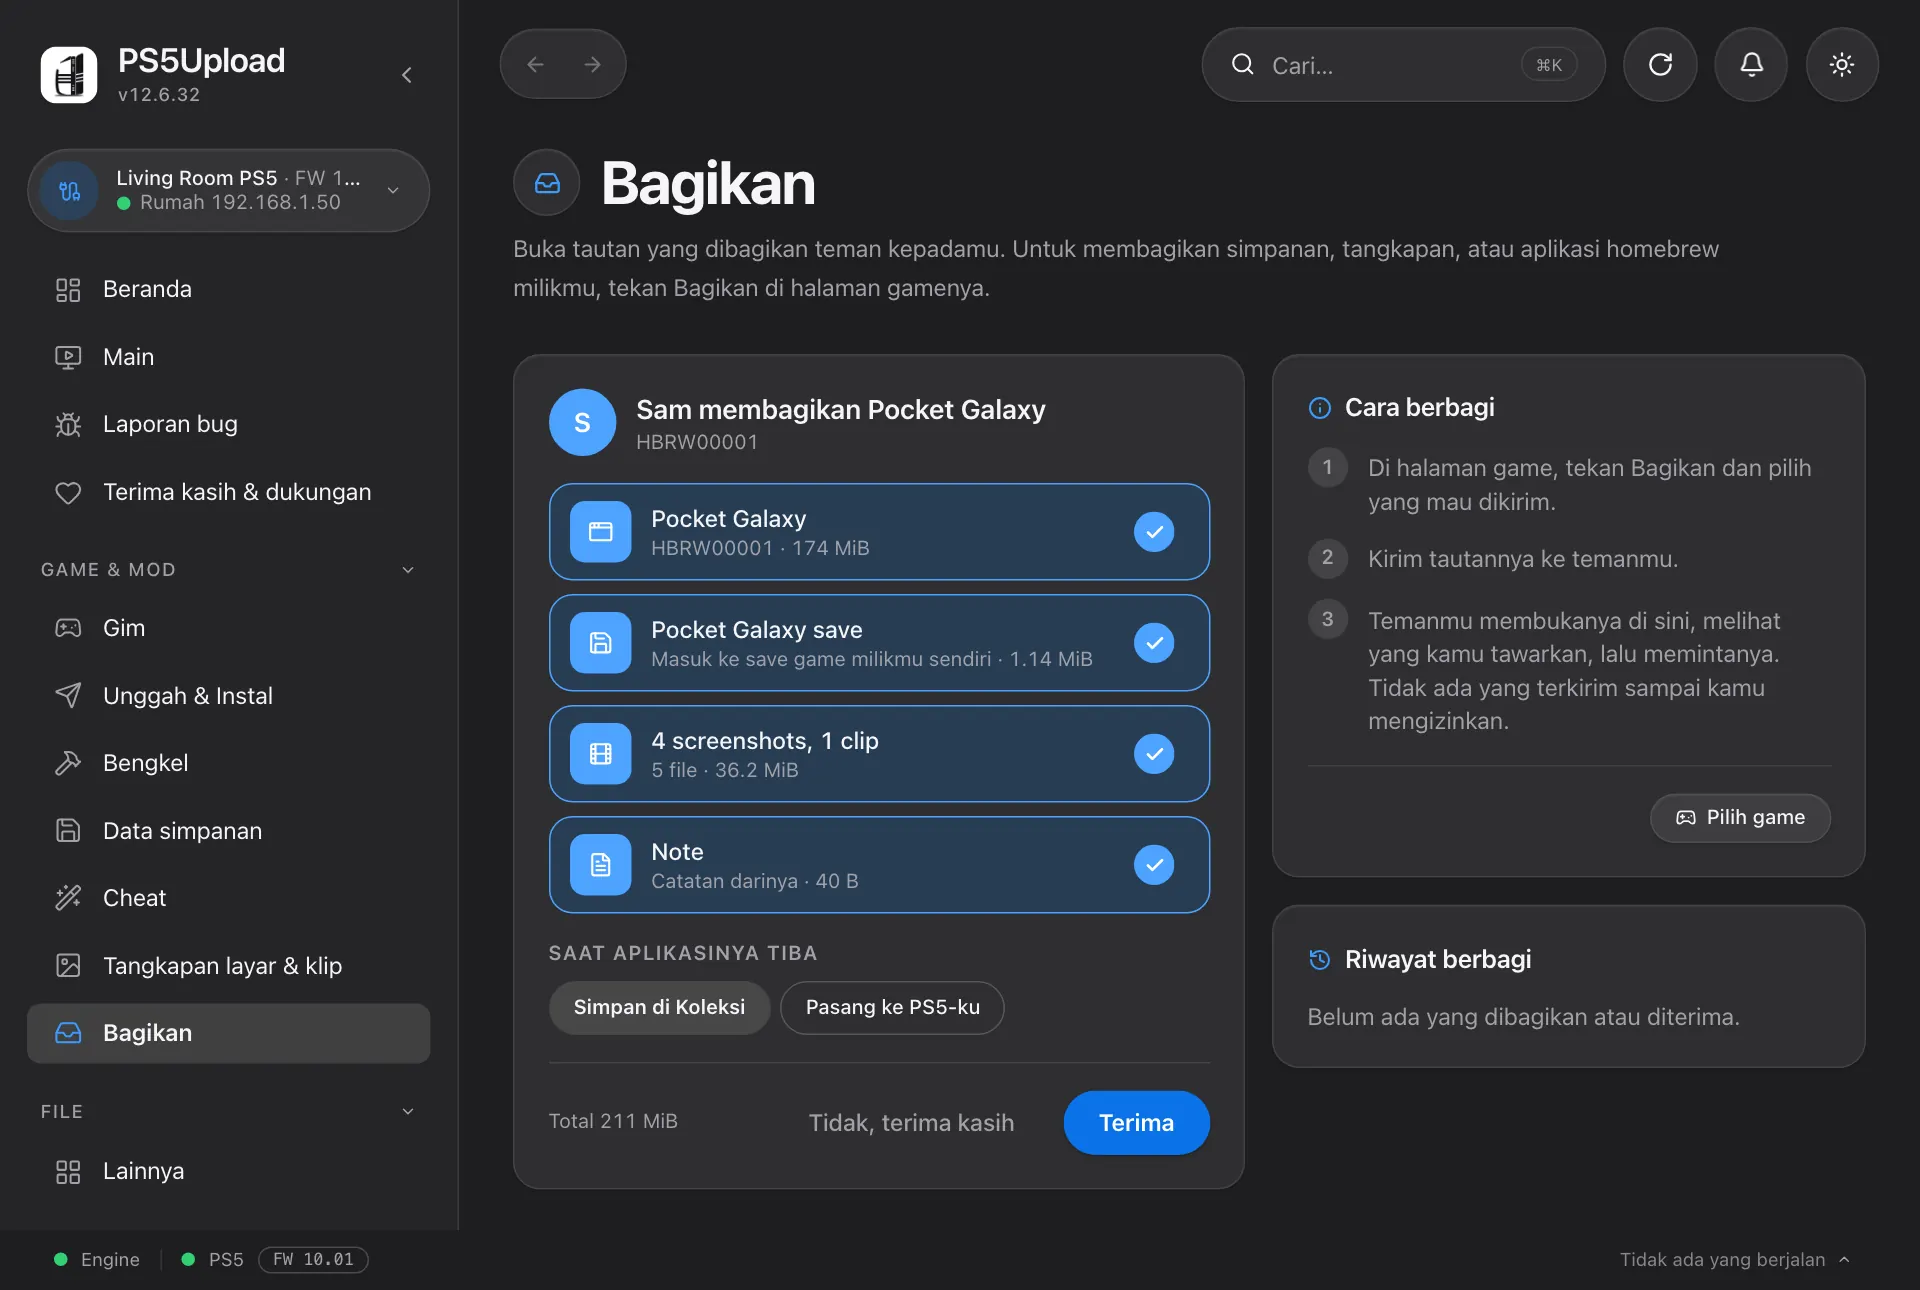 PS5Upload
v12.6.32
Living Room PS5 · FW 1...
Rumah 192.168.1.50
Beranda
Main
Laporan bug
Terima kasih & dukungan
GAME & MOD
Gim
Unggah & Instal
Bengkel
Data simpanan
Cheat
Tangkapan layar & klip
Bagikan
FILE
Lainnya
Cari...
⌘K
Bagikan
Buka tautan yang dibagikan teman kepadamu. Untuk membagikan simpanan, tangkapan, atau aplikasi homebrew
milikmu, tekan Bagikan di halaman gamenya.
S
Sam membagikan Pocket Galaxy
HBRW00001
Pocket Galaxy
HBRW00001 · 174 MiB
Pocket Galaxy save
Masuk ke save game milikmu sendiri · 1.14 MiB
4 screenshots, 1 clip
5 file · 36.2 MiB
Note
Catatan darinya · 40 B
SAAT APLIKASINYA TIBA
Simpan di Koleksi
Pasang ke PS5-ku
Total 211 MiB
Tidak, terima kasih
Terima
Cara berbagi
1
Di halaman game, tekan Bagikan dan pilih
yang mau dikirim.
2
Kirim tautannya ke temanmu.
3
Temanmu membukanya di sini, melihat
yang kamu tawarkan, lalu memintanya.
Tidak ada yang terkirim sampai kamu
mengizinkan.
Pilih game
Riwayat berbagi
Belum ada yang dibagikan atau diterima.
Engine
PS5
FW 10.01
Tidak ada yang berjalan